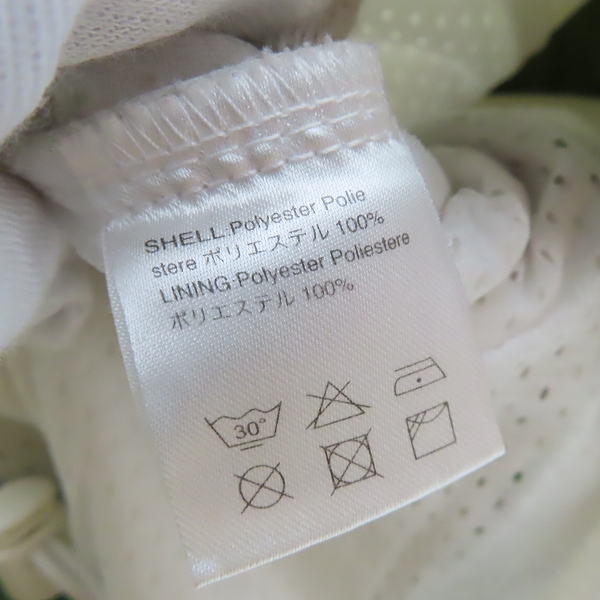 SHELL:Polyester Polie
stere ポリエステル 100%
LINING:Polyester Poliestere
ポリエステル 100%
30°